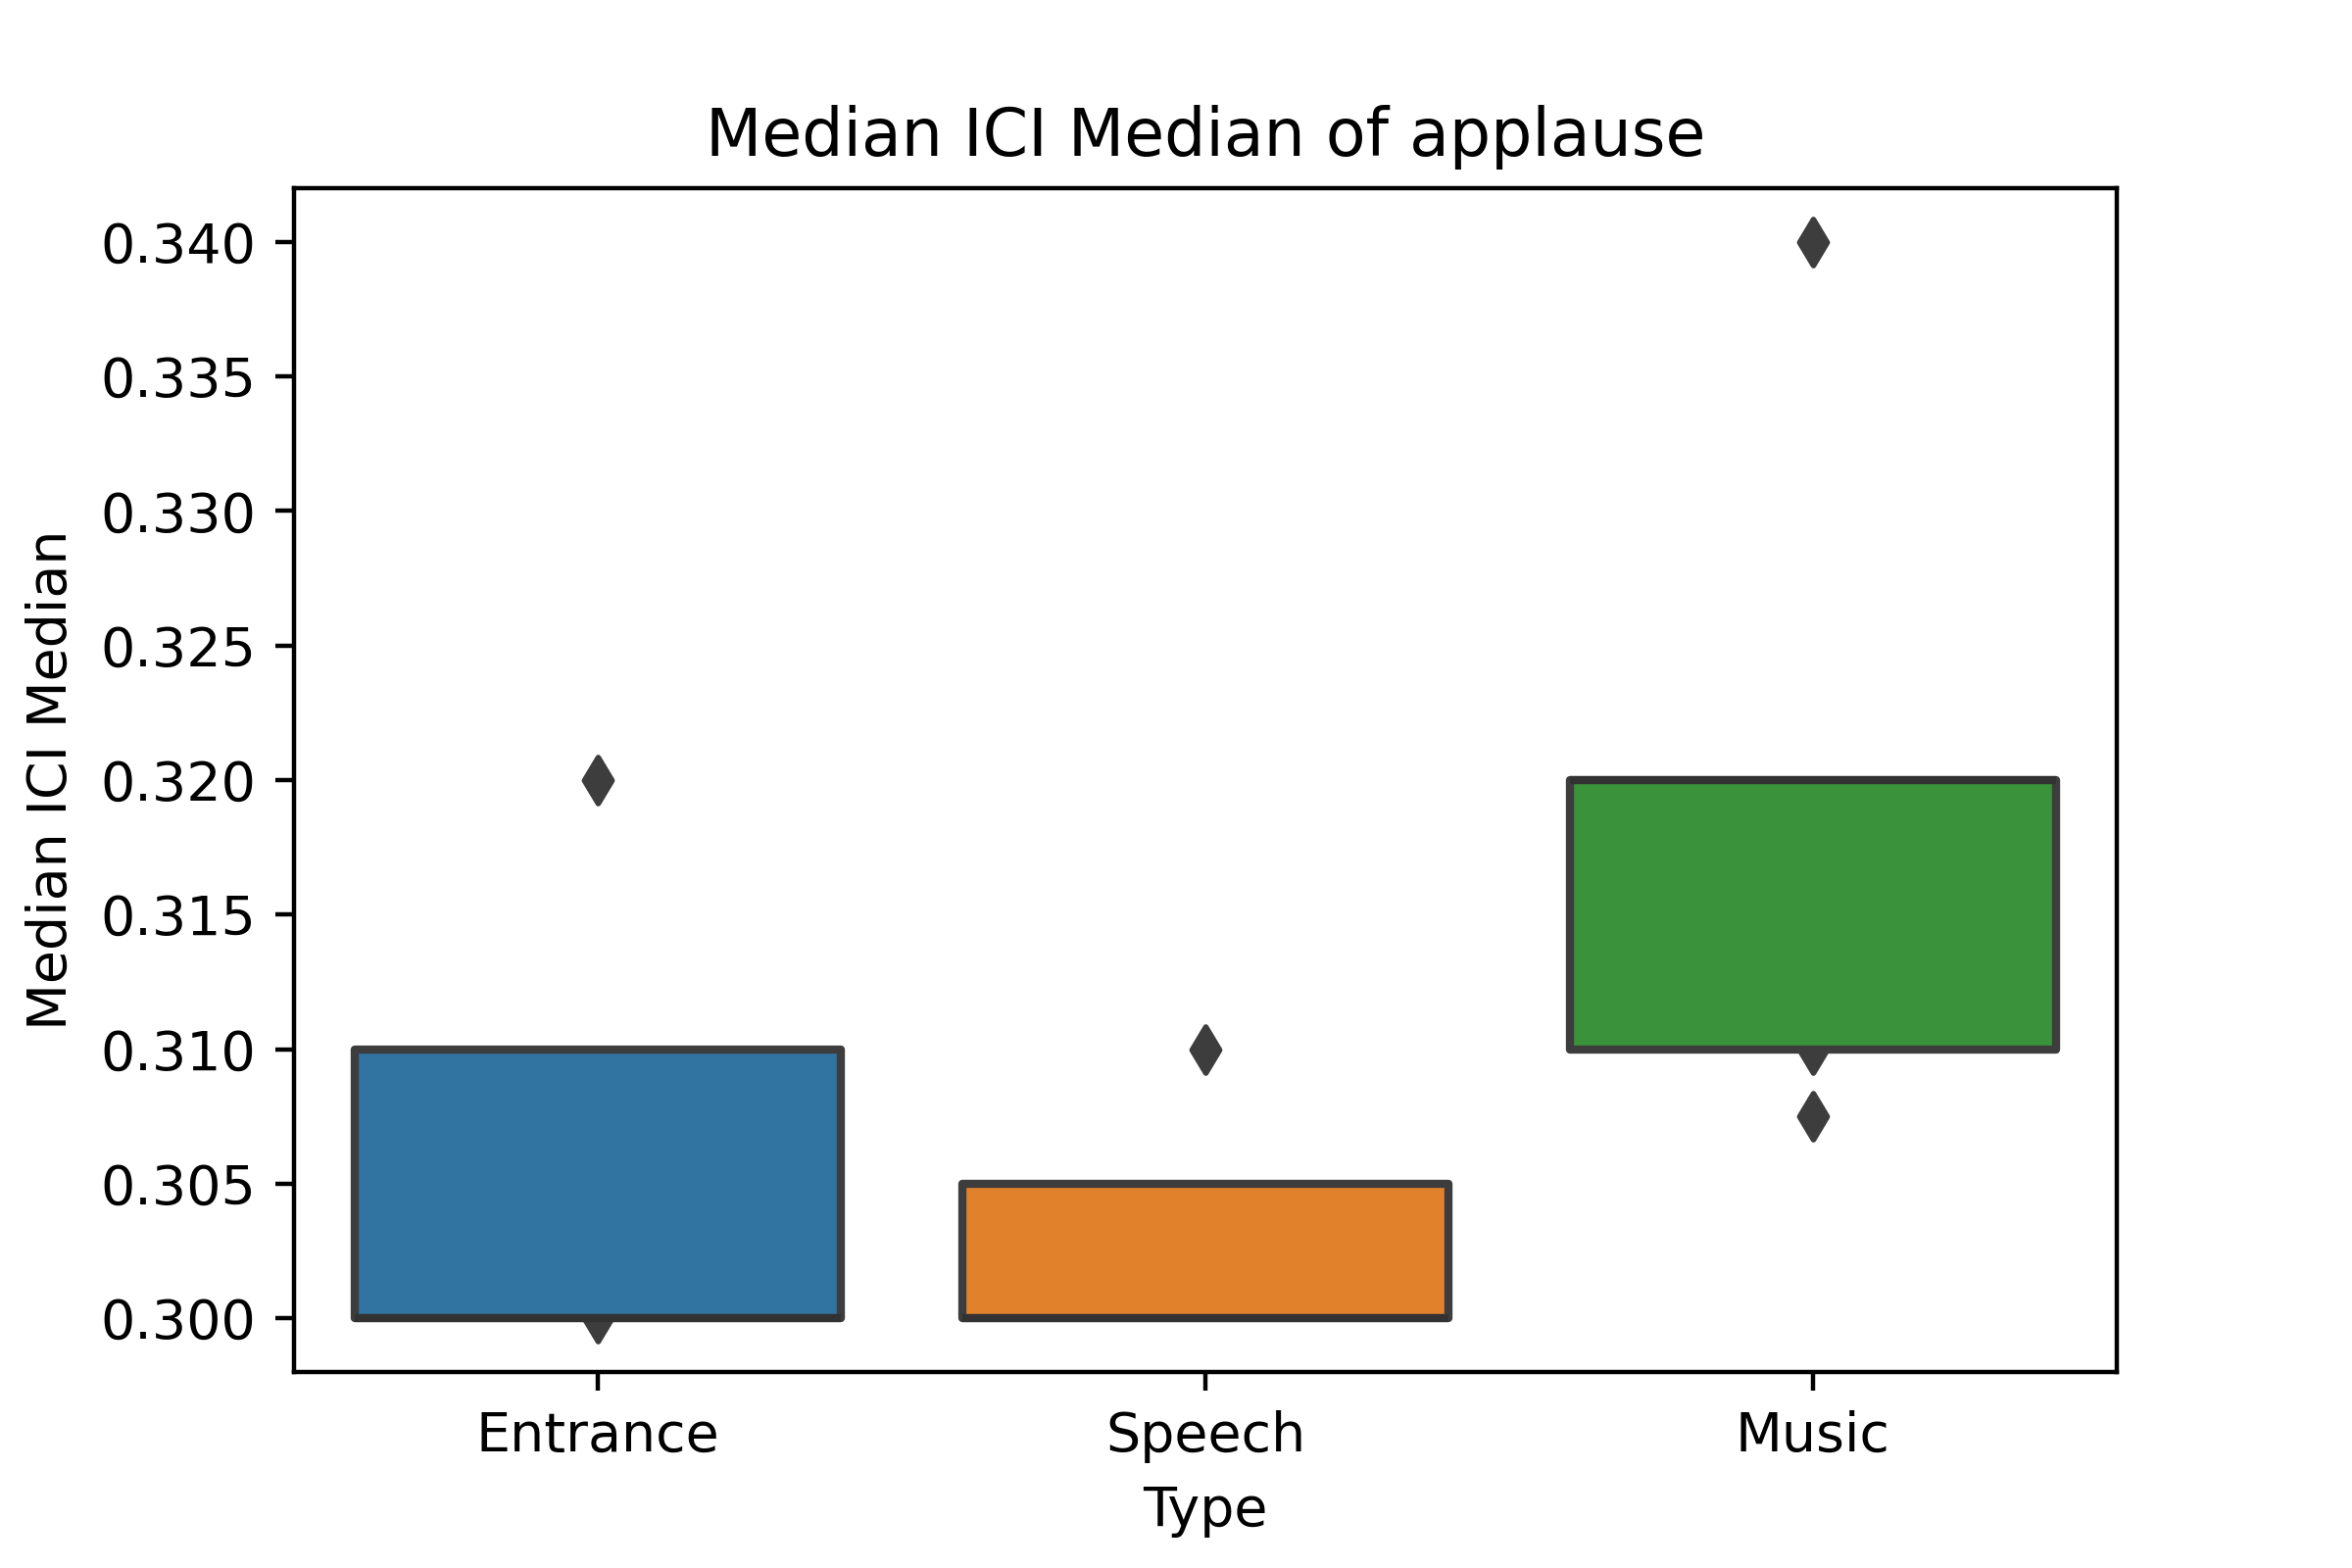 Median ICI Median of applause
Median ICI Median
0.340
0.335
0.330
0.325
0.320
0.315
0.310
0.305
0.300
Entrance Speech Music
Type